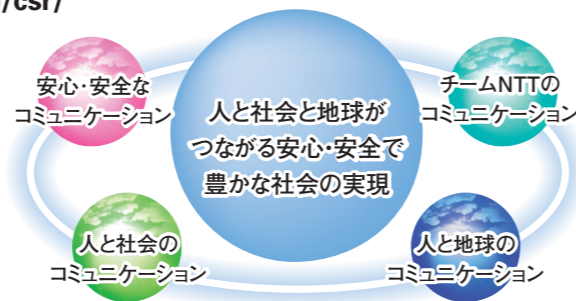 /csr/
安心・安全な
コミュニケーション
チームNTTの
コミュニケーション
人と社会と地球が
つながる安心・安全で
豊かな社会の実現
人と社会の
コミュニケーション
人と地球の
コミュニケーション